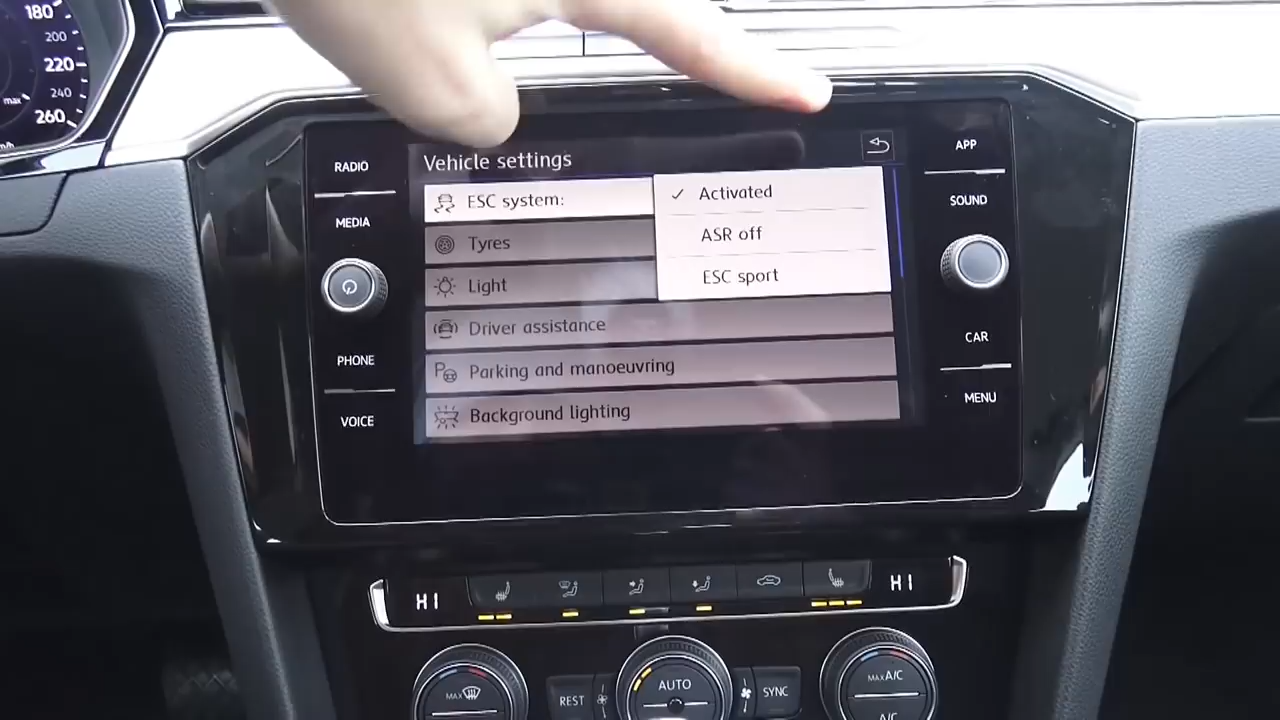 180
200
220
240
max
260
RADIO
MEDIA
PHONE
VOICE
Vehicle settings
ESC system:
Tyres
Light
Driver assistance
Parking and manoeuvring
Background lighting
✓ Activated
ASR off
ESC sport
APP
SOUND
CAR
MENU
HI
HI
MAX
REST
AUTO
SYNC
MAX A/C
A/C